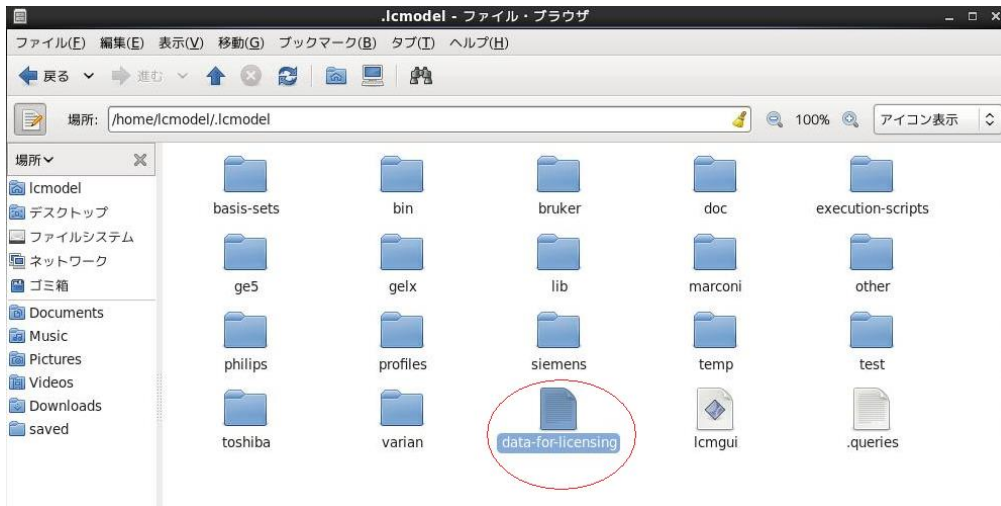 .lcmodel - ファイル・ブラウザ
ファイル(F) 編集(E) 表示(V) 移動(G) ブックマーク(B) タブ(T) ヘルプ(H)
戻る 進む
場所: /home/lcmodel/.lcmodel 100% アイコン表示
場所
lcmodel
デスクトップ
ファイルシステム
ネットワーク
ゴミ箱
Documents
Music
Pictures
Videos
Downloads
saved
basis-sets bin bruker doc execution-scripts
ge5 gelx lib marconi other
philips profiles siemens temp test
toshiba varian data-for-licensing lcmgui .queries